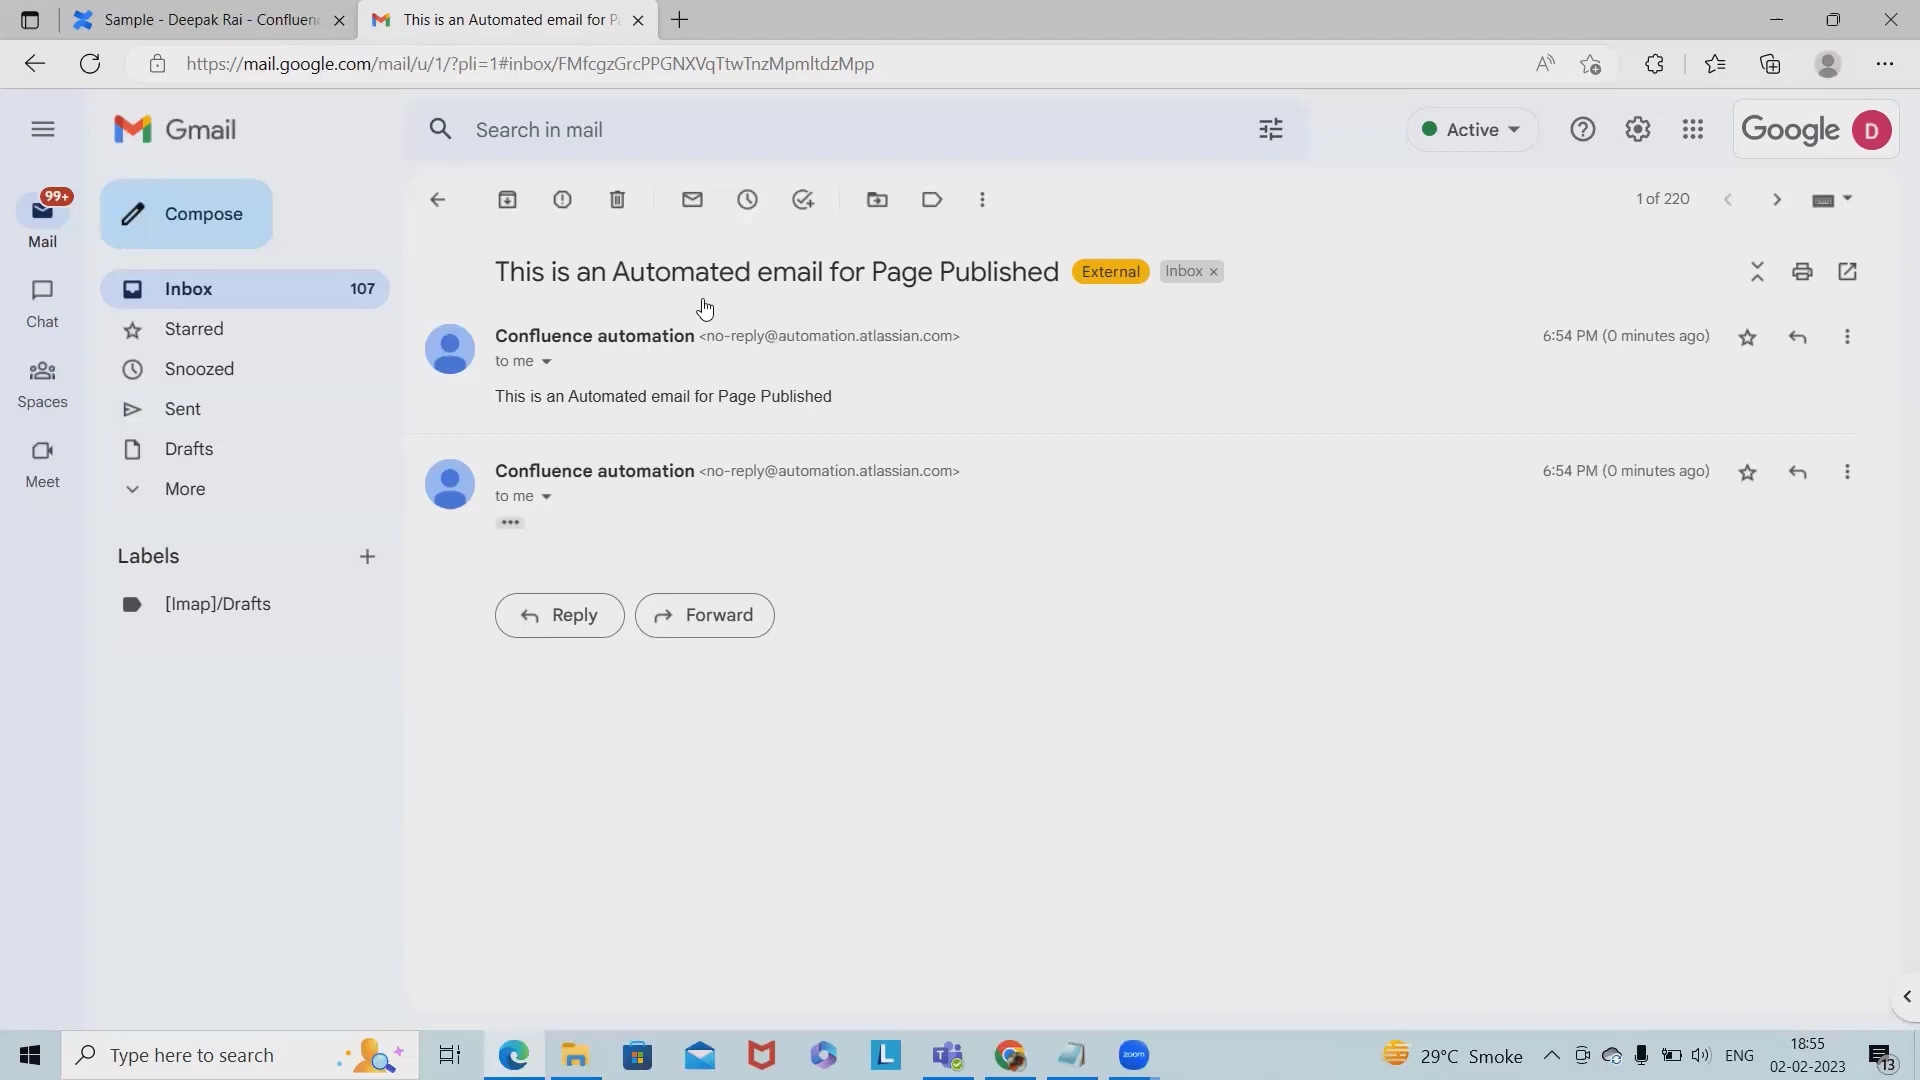 Sample - Deepak Rai - Confluen
This is an Automated email for P
https://mail.google.com/mail/u/1/?pli=1#inbox/FMfcgzGrcPPGNXVqTtwTnzMpmltdzMpp
Gmail
Search in mail
Active
Google
D
99+
Mail
Compose
1 of 220
This is an Automated email for Page Published
External
Inbox ×
Inbox
107
Chat
Starred
Confluence automation <no-reply@automation.atlassian.com>
6:54 PM (0 minutes ago)
to me
Snoozed
This is an Automated email for Page Published
Spaces
Sent
Drafts
Confluence automation <no-reply@automation.atlassian.com>
6:54 PM (0 minutes ago)
Meet
More
to me
Labels
[Imap]/Drafts
Reply
Forward
Type here to search
L
T
zoom
29°C Smoke
ENG
18:55
02-02-2023
13